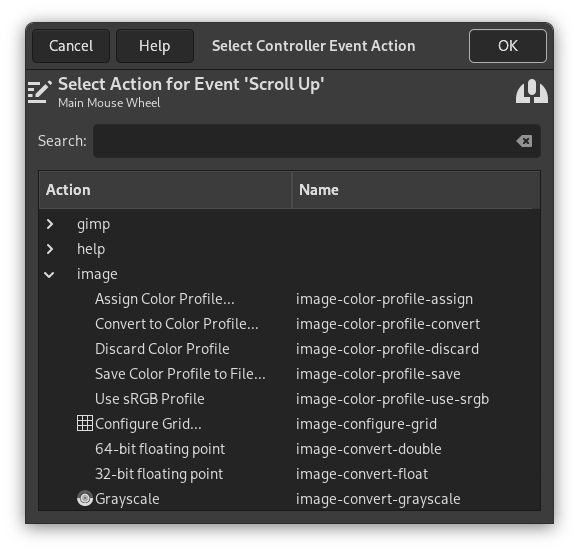 Cancel Help Select Controller Event Action OK
Select Action for Event 'Scroll Up'
Main Mouse Wheel
Search:
Action Name
gimp
help
image
Assign Color Profile... image-color-profile-assign
Convert to Color Profile... image-color-profile-convert
Discard Color Profile image-color-profile-discard
Save Color Profile to File... image-color-profile-save
Use sRGB Profile image-color-profile-use-srgb
Configure Grid... image-configure-grid
64-bit floating point image-convert-double
32-bit floating point image-convert-float
Grayscale image-convert-grayscale